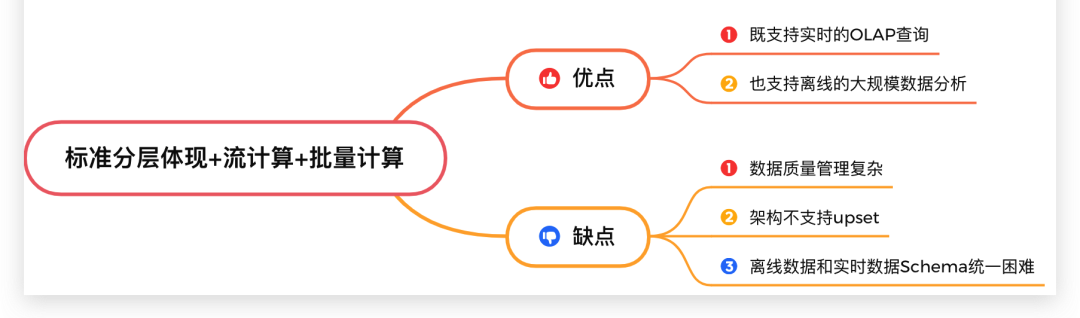 标准分层体现+流计算+批量计算
优点
1 既支持实时的OLAP查询
2 也支持离线的大规模数据分析
缺点
1 数据质量管理复杂
2 架构不支持upset
3 离线数据和实时数据Schema统一困难